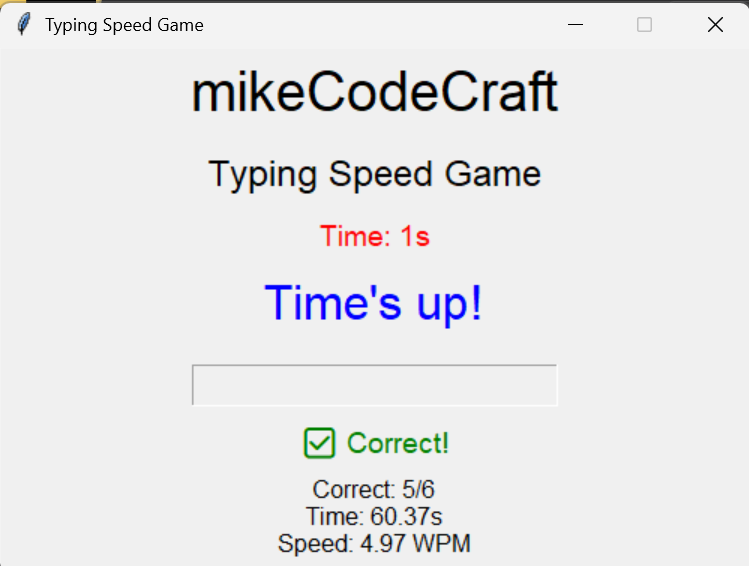 Typing Speed Game
mikeCodeCraft
Typing Speed Game
Time: 1s
Time's up!
Correct!
Correct: 5/6
Time: 60.37s
Speed: 4.97 WPM